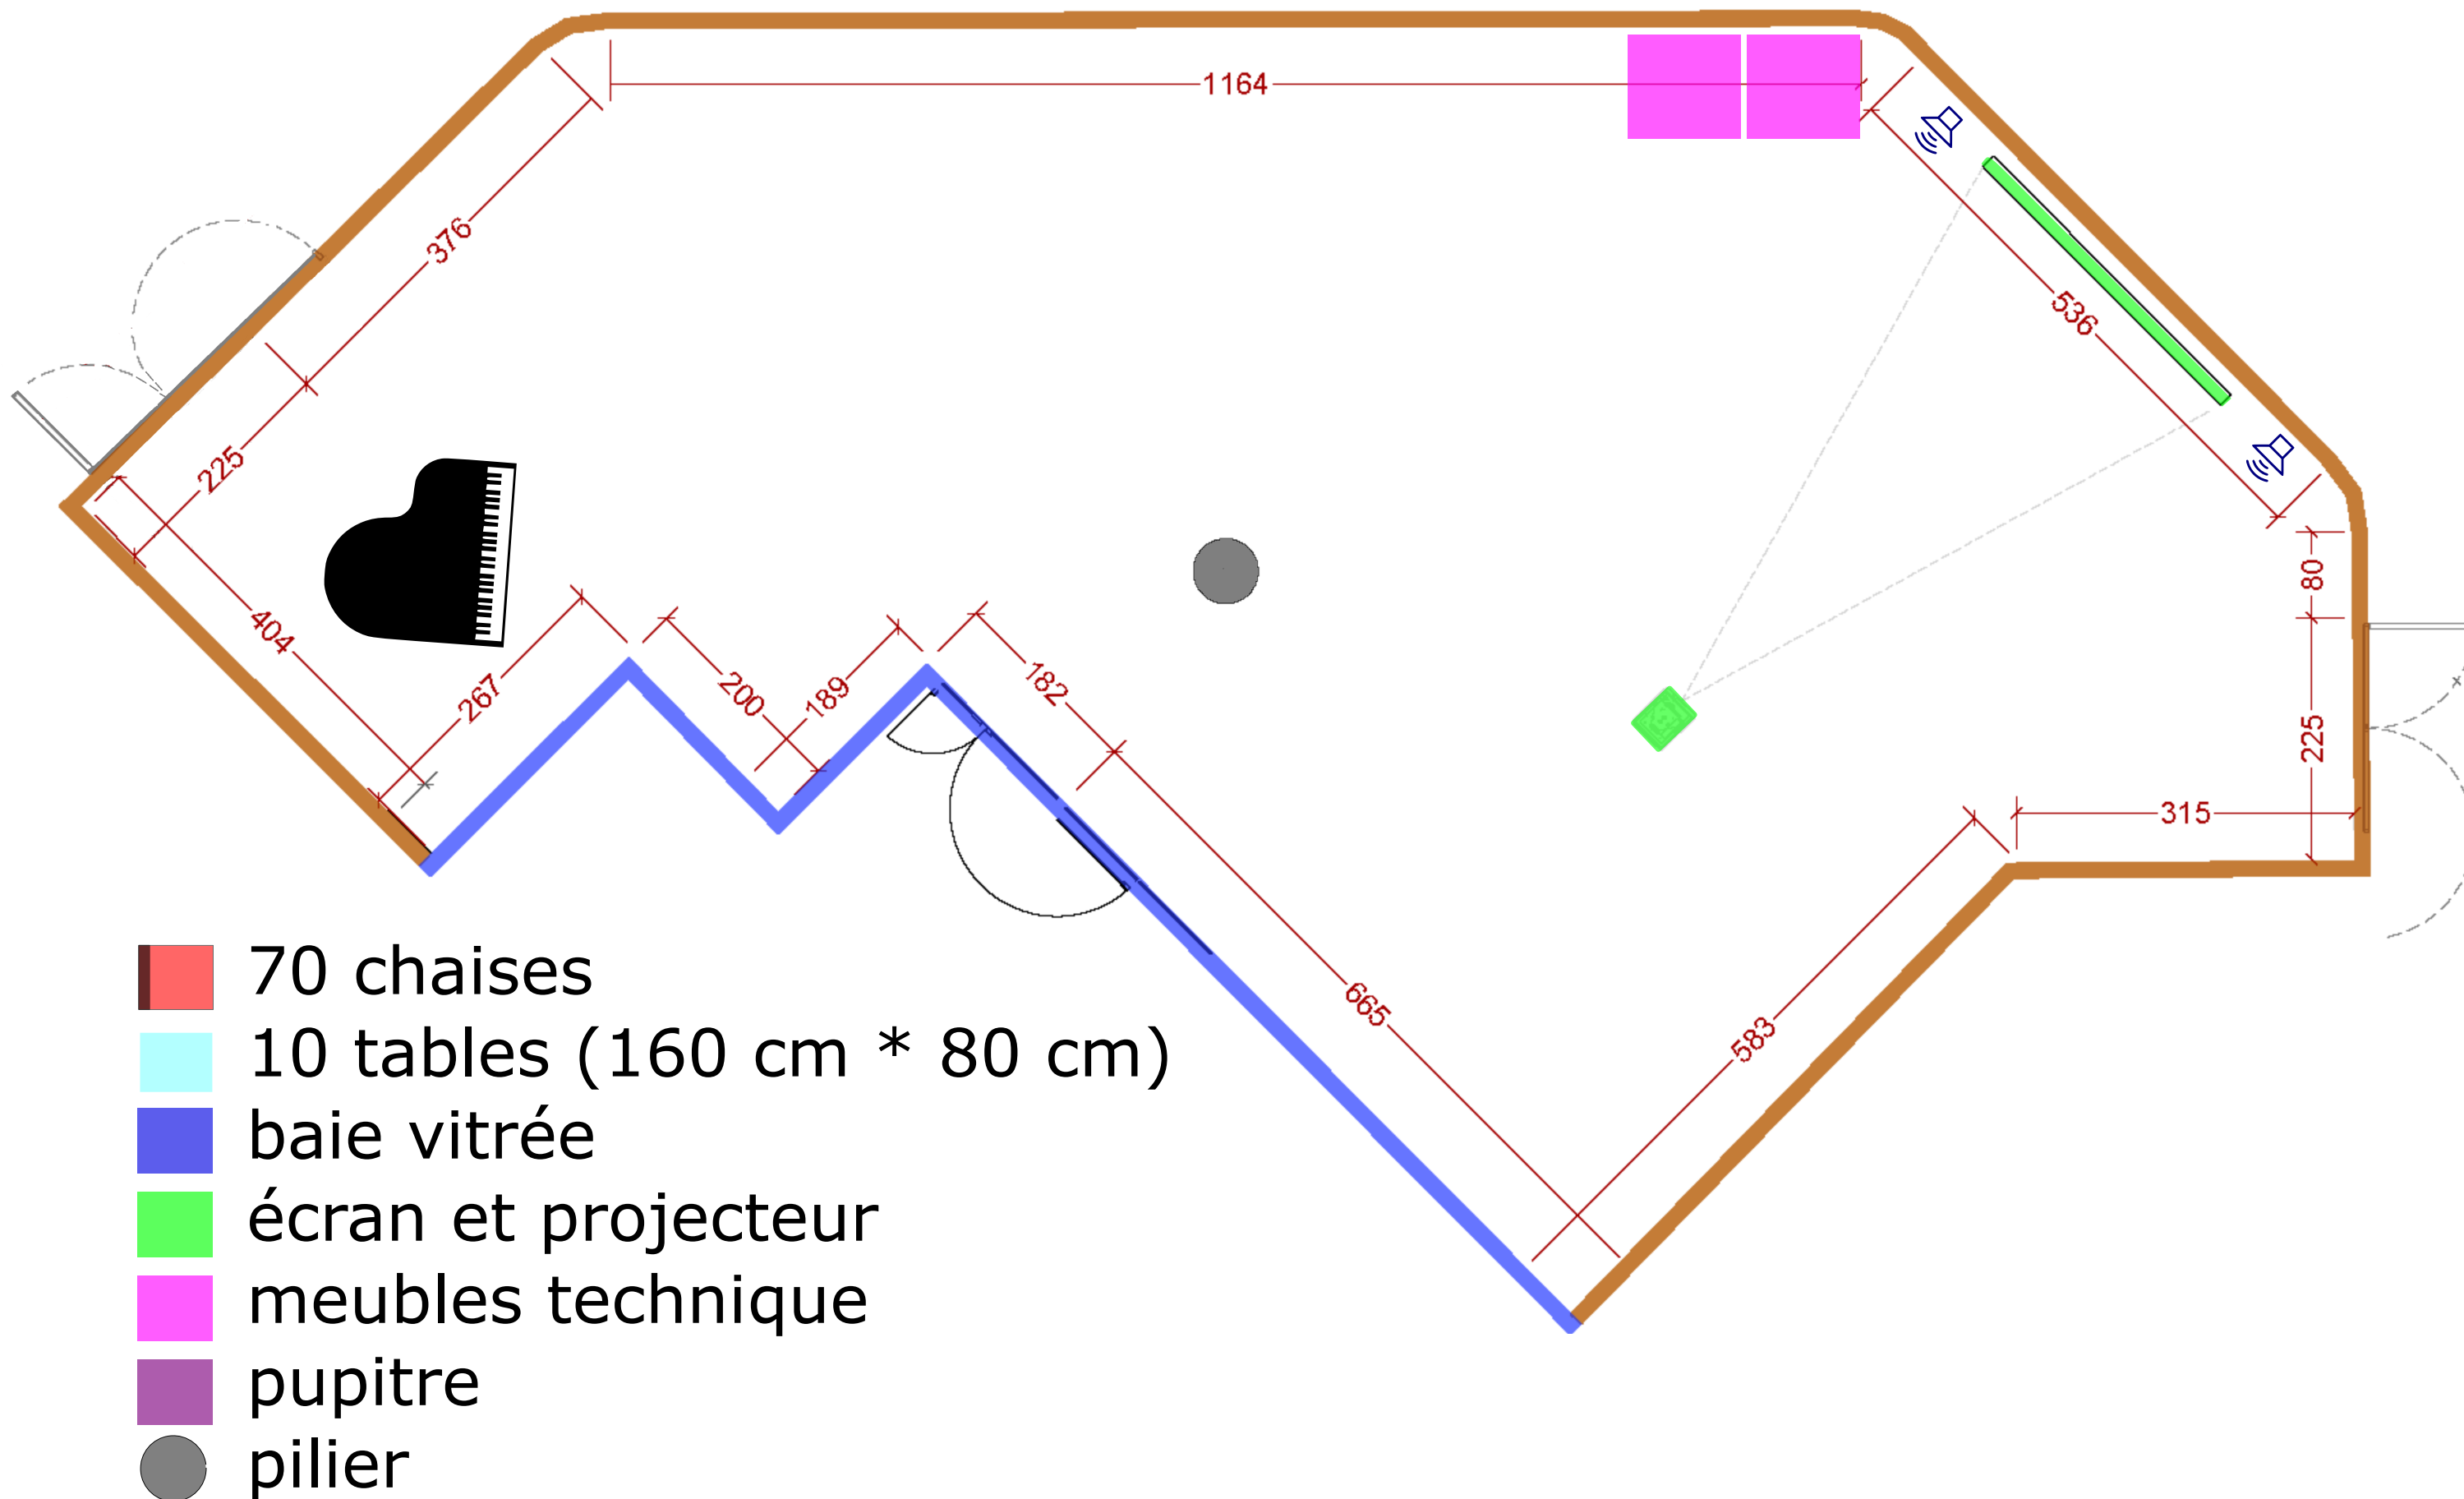 1164
376
536
225
80
404
267
200
189
182
225
315
665
583
70 chaises
10 tables (160 cm * 80 cm)
baie vitrée
écran et projecteur
meubles technique
pupitre
pilier